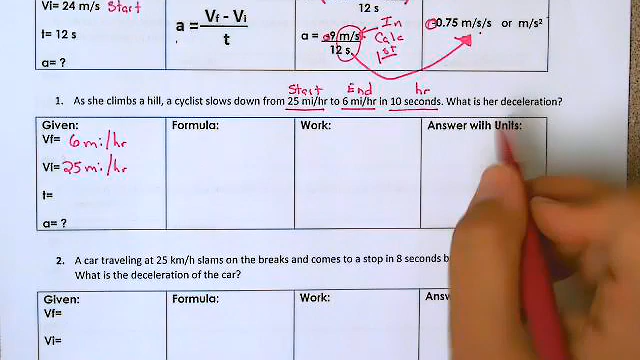 Vi= 24 m/s Start
t= 12 s
a= ?
a = Vf - Vi
t
12 s
a = -9 m/s
12 s
In
Calc
1st
-0.75 m/s/s or m/s²
Start End hr
1. As she climbs a hill, a cyclist slows down from 25 mi/hr to 6 mi/hr in 10 seconds. What is her deceleration?
Given: Formula: Work: Answer with Units:
Vf= 6 mi/hr
Vi= 25 mi/hr
t=
a= ?
2. A car traveling at 25 km/h slams on the breaks and comes to a stop in 8 seconds
What is the deceleration of the car?
Given: Formula: Work:
Vf=
Vi=